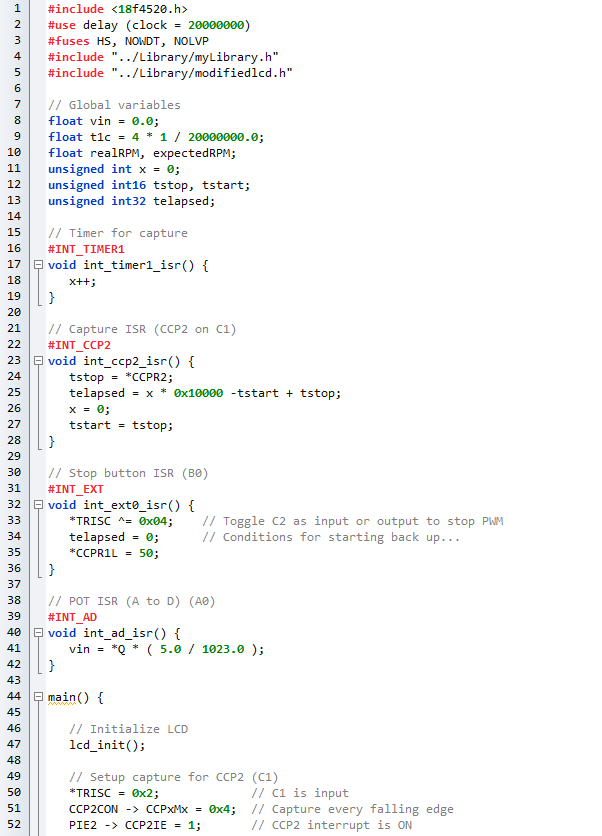 1 #include <18f4520.h>
2 #use delay (clock = 20000000)
3 #fuses HS, NOWDT, NOLVP
4 #include "../Library/myLibrary.h"
5 #include "../Library/modifiedlcd.h"
6
7 // Global variables
8 float vin = 0.0;
9 float t1c = 4 * 1 / 20000000.0;
10 float realRPM, expectedRPM;
11 unsigned int x = 0;
12 unsigned int16 tstop, tstart;
13 unsigned int32 telapsed;
14
15 // Timer for capture
16 #INT_TIMER1
17 void int_timer1_isr() {
18 x++;
19 }
20
21 // Capture ISR (CCP2 on C1)
22 #INT_CCP2
23 void int_ccp2_isr() {
24 tstop = *CCPR2;
25 telapsed = x * 0x10000 -tstart + tstop;
26 x = 0;
27 tstart = tstop;
28 }
29
30 // Stop button ISR (B0)
31 #INT_EXT
32 void int_ext0_isr() {
33 *TRISC ^= 0x04; // Toggle C2 as input or output to stop PWM
34 telapsed = 0; // Conditions for starting back up...
35 *CCPR1L = 50;
36 }
37
38 // POT ISR (A to D) (A0)
39 #INT_AD
40 void int_ad_isr() {
41 vin = *Q * ( 5.0 / 1023.0 );
42 }
43
44 main() {
45
46 // Initialize LCD
47 lcd_init();
48
49 // Setup capture for CCP2 (C1)
50 *TRISC = 0x2; // C1 is input
51 CCP2CON -> CCPxMx = 0x4; // Capture every falling edge
52 PIE2 -> CCP2IE = 1; // CCP2 interrupt is ON